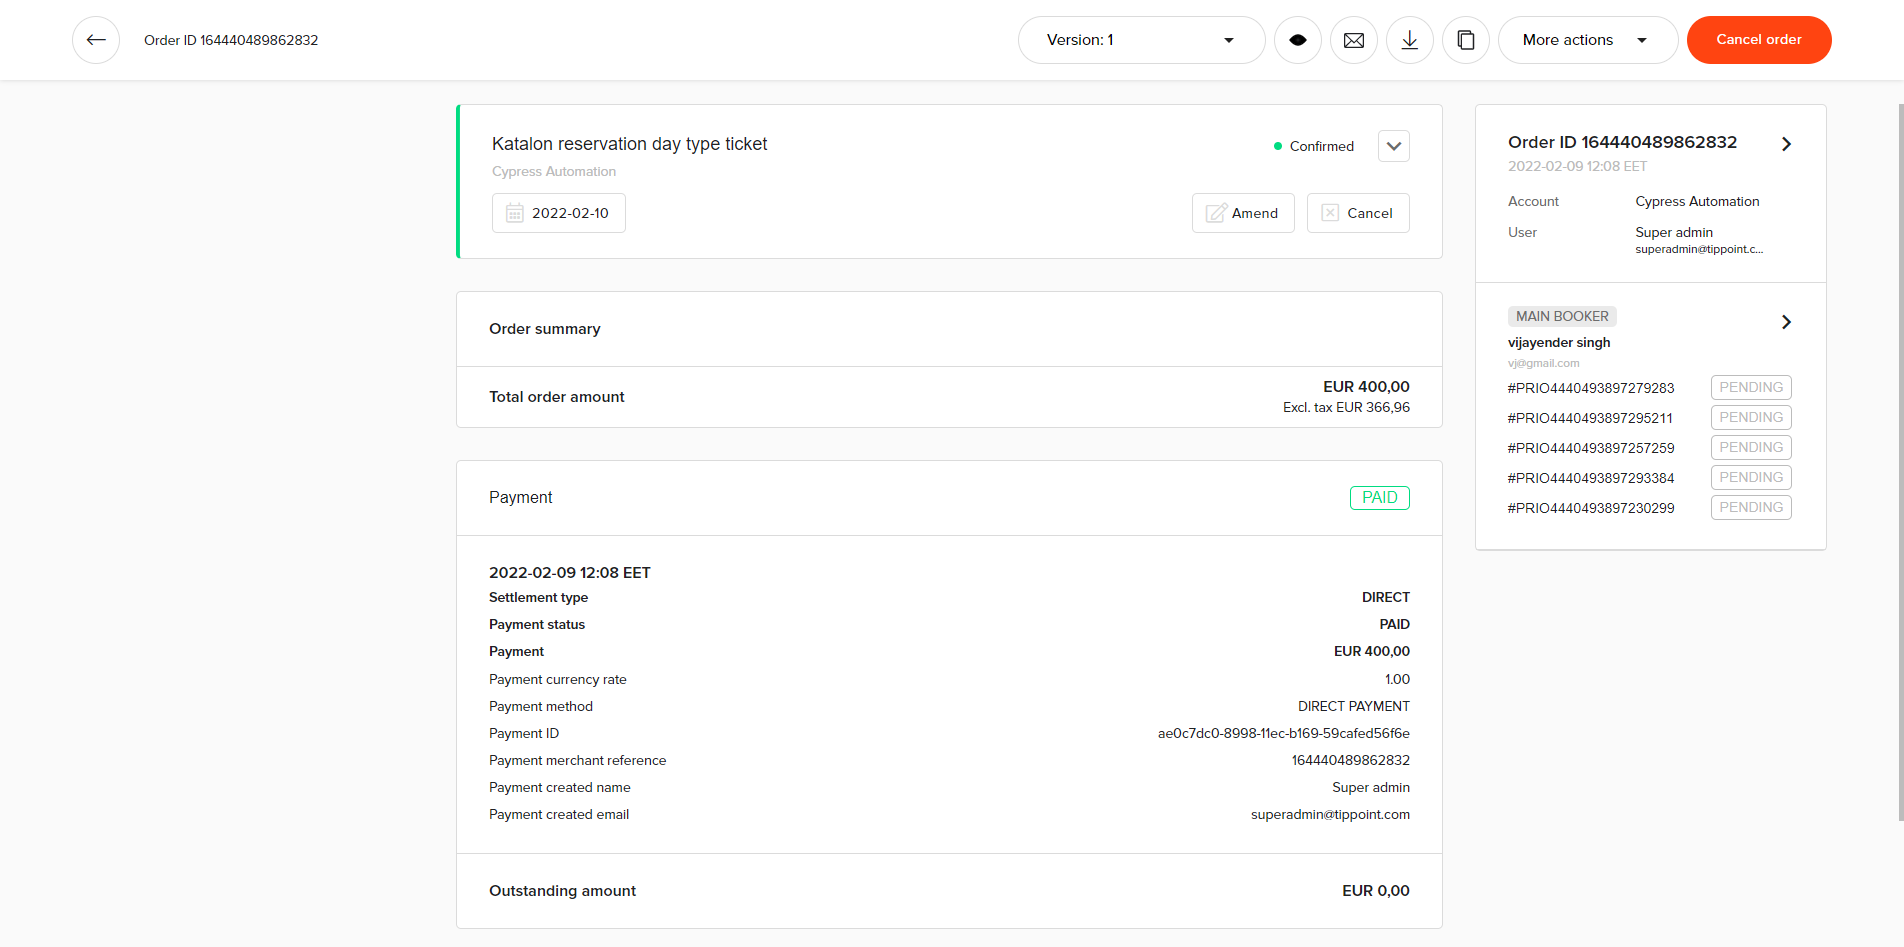 Order ID 164440489862832
Version: 1
More actions
Cancel order
Katalon reservation day type ticket
Confirmed
Cypress Automation
2022-02-10
Amend
Cancel
Order summary
Total order amount
EUR 400,00
Excl. tax EUR 366,96
Payment
PAID
2022-02-09 12:08 EET
Settlement type DIRECT
Payment status PAID
Payment EUR 400,00
Payment currency rate 1.00
Payment method DIRECT PAYMENT
Payment ID ae0c7dc0-8998-11ec-b169-59cafed56f6e
Payment merchant reference 164440489862832
Payment created name Super admin
Payment created email superadmin@tippoint.com
Outstanding amount EUR 0,00
Order ID 164440489862832
2022-02-09 12:08 EET
Account Cypress Automation
User Super admin
superadmin@tippoint.c...
MAIN BOOKER
vijayender singh
vj@gmail.com
#PRIO4440493897279283 PENDING
#PRIO4440493897295211 PENDING
#PRIO4440493897257259 PENDING
#PRIO4440493897293384 PENDING
#PRIO4440493897230299 PENDING